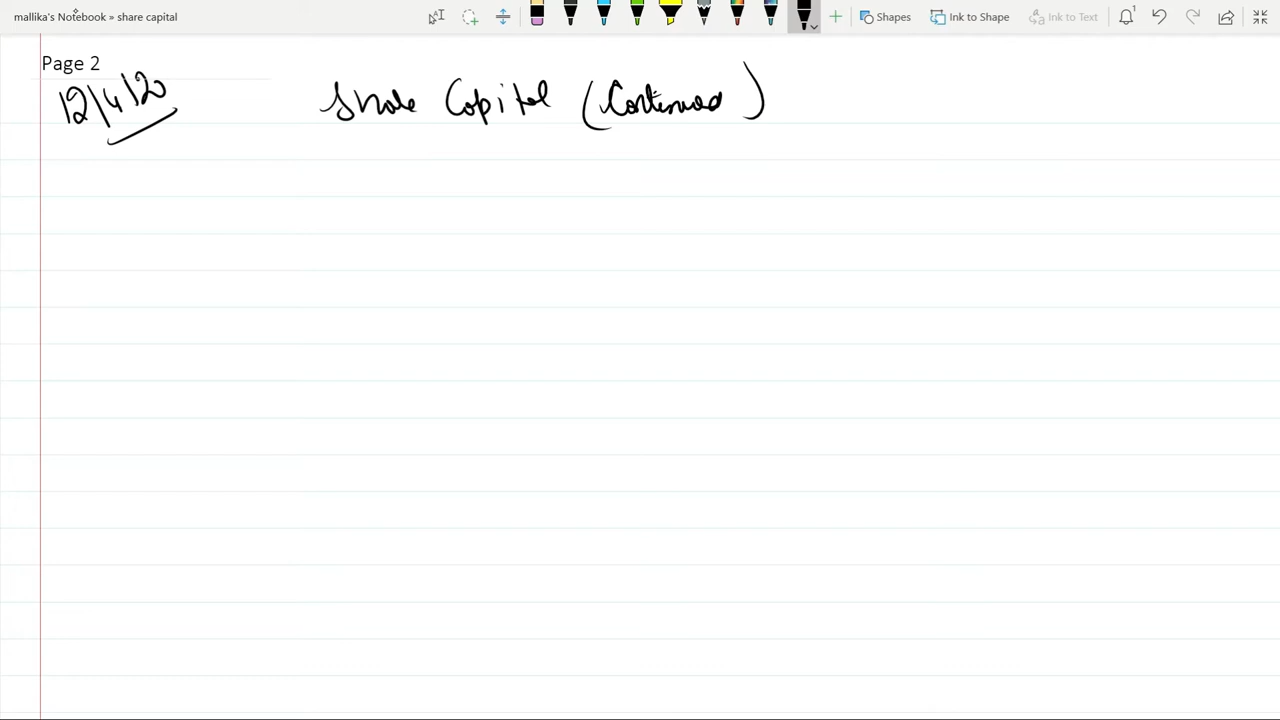 mallika's Notebook » share capital
Shapes
Ink to Shape
Ink to Text
Page 2
12/4/20
Share Capital (Continued)